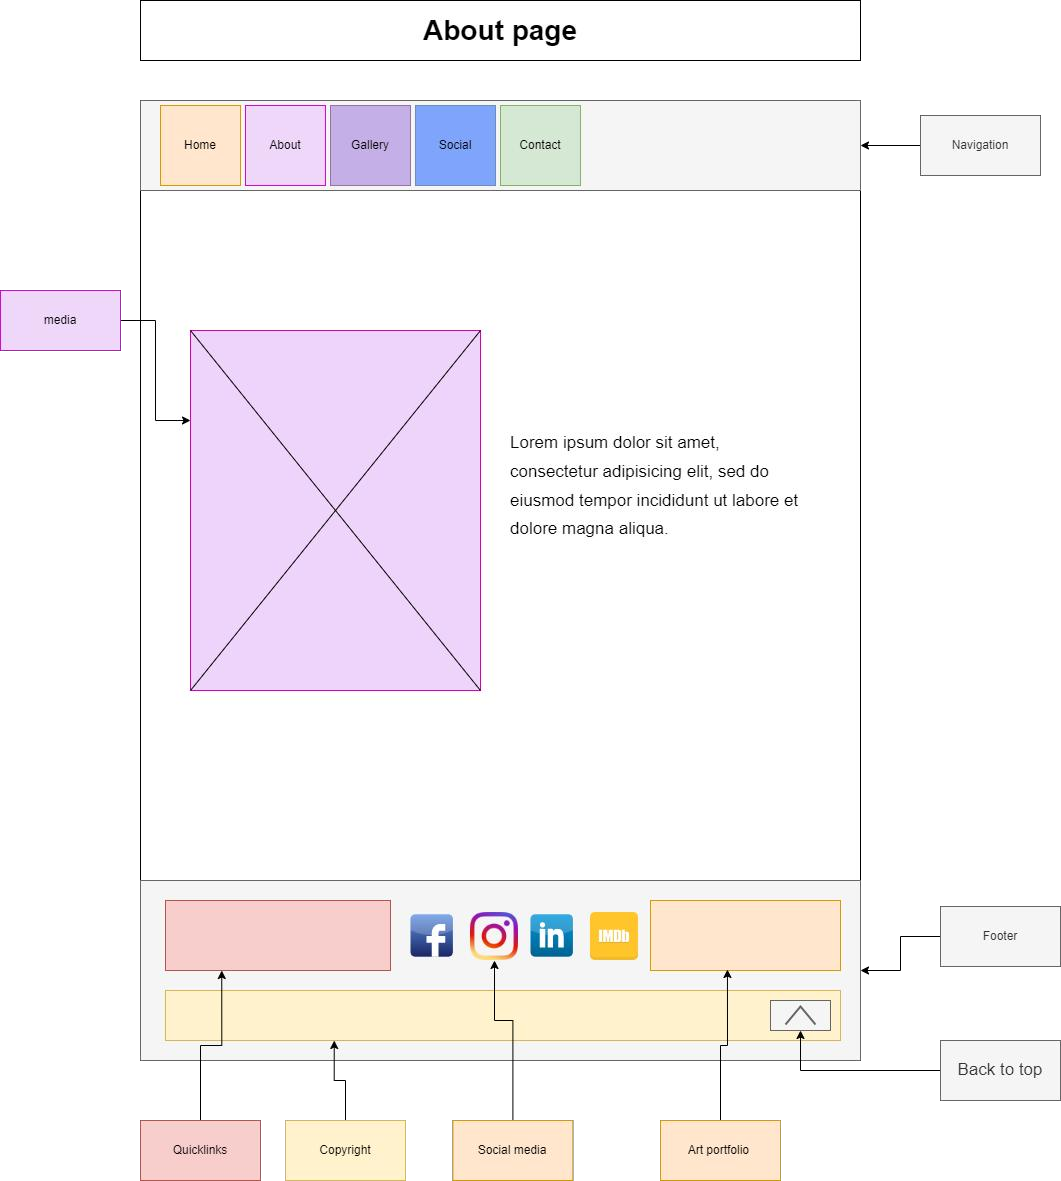 About page
Home
About
Gallery
Social
Contact
Navigation
media
Lorem ipsum dolor sit amet,
consectetur adipisicing elit, sed do
eiusmod tempor incididunt ut labore et
dolore magna aliqua.
f
in
IMDb
Footer
Back to top
Quicklinks
Copyright
Social media
Art portfolio